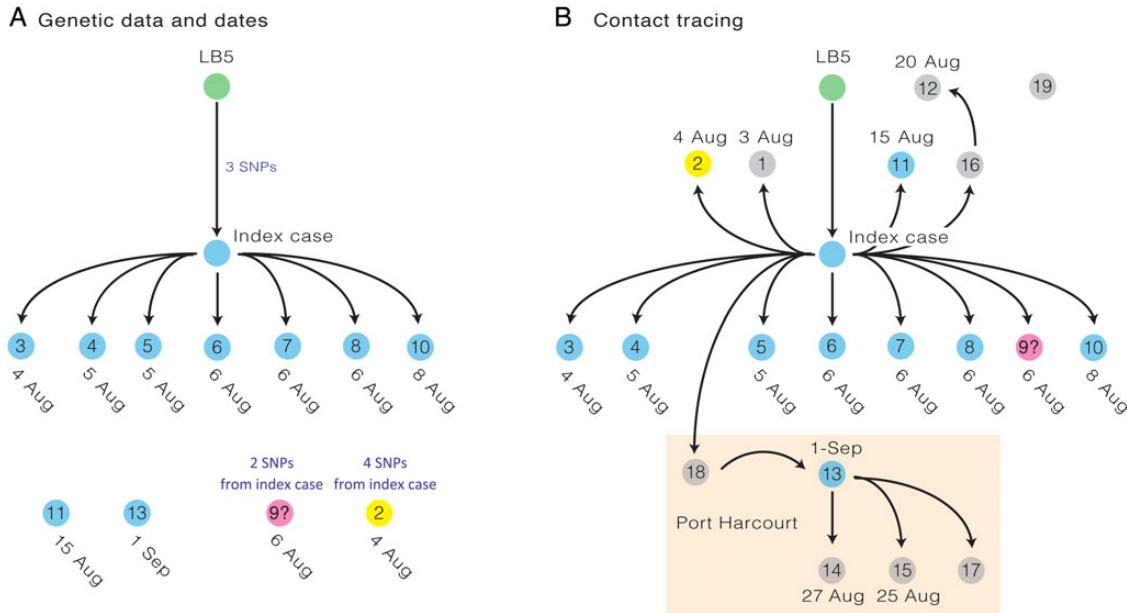 A Genetic data and dates
LB5
3 SNPs
Index case
3
4
5
6
7
8
10
4 Aug
5 Aug
5 Aug
6 Aug
6 Aug
6 Aug
8 Aug
2 SNPs
from index case
4 SNPs
from index case
11
13
9?
2
15 Aug
1 Sep
6 Aug
4 Aug
B Contact tracing
LB5
20 Aug
12
19
4 Aug
3 Aug
15 Aug
2
1
11
16
Index case
3
4
5
6
7
8
9?
10
4 Aug
5 Aug
5 Aug
6 Aug
6 Aug
6 Aug
6 Aug
8 Aug
1-Sep
18
13
Port Harcourt
14
15
17
27 Aug
25 Aug